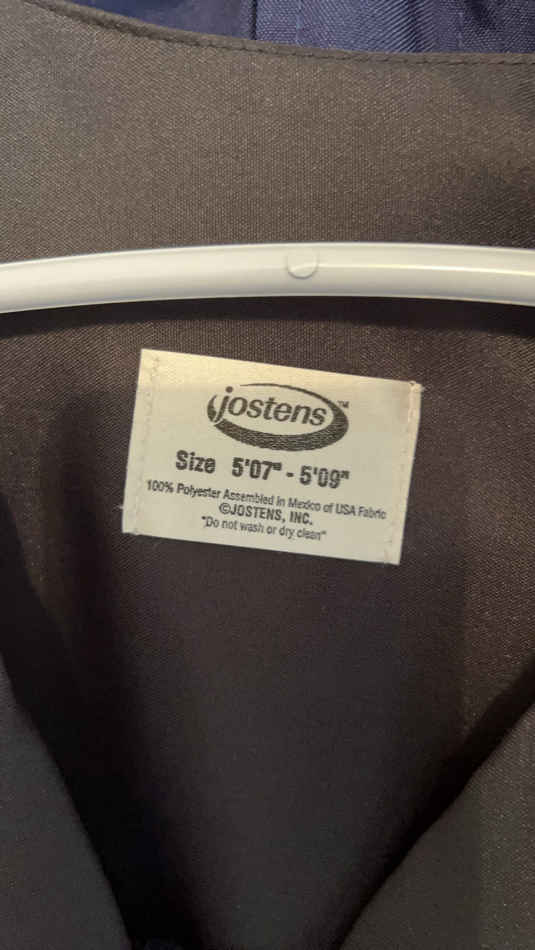 jostens™
Size 5'07" - 5'09"
100% Polyester Assembled in Mexico of USA Fabric
©JOSTENS, INC.
"Do not wash or dry clean"